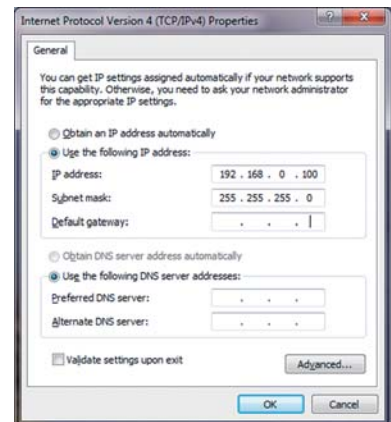 Internet Protocol Version 4 (TCP/IPv4) Properties
General
You can get IP settings assigned automatically if your network supports
this capability. Otherwise, you need to ask your network administrator
for the appropriate IP settings.
Obtain an IP address automatically
Use the following IP address:
IP address: 192 . 168 . 0 . 100
Subnet mask: 255 . 255 . 255 . 0
Default gateway: . . .
Obtain DNS server address automatically
Use the following DNS server addresses:
Preferred DNS server: . . .
Alternate DNS server: . . .
Validate settings upon exit
Advanced...
OK Cancel